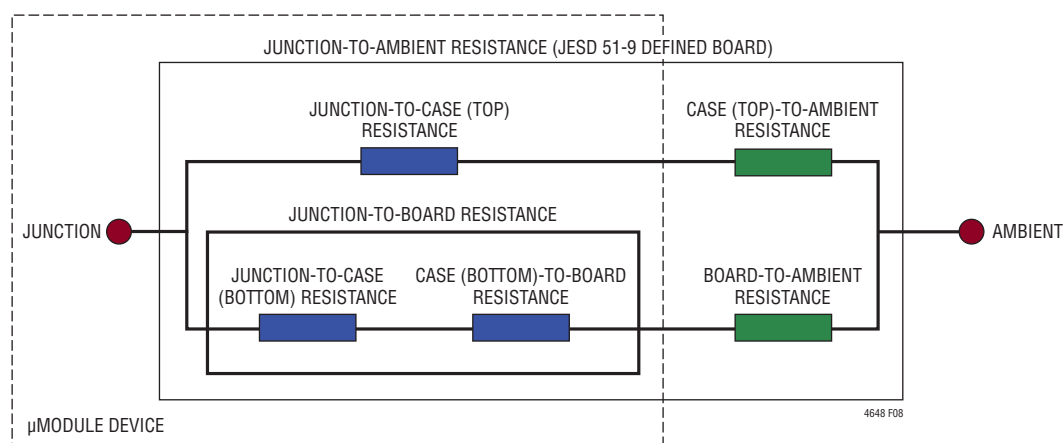 JUNCTION-TO-AMBIENT RESISTANCE (JESD 51-9 DEFINED BOARD)
JUNCTION-TO-CASE (TOP)
RESISTANCE
CASE (TOP)-TO-AMBIENT
RESISTANCE
JUNCTION-TO-BOARD RESISTANCE
JUNCTION
AMBIENT
JUNCTION-TO-CASE
(BOTTOM) RESISTANCE
CASE (BOTTOM)-TO-BOARD
RESISTANCE
BOARD-TO-AMBIENT
RESISTANCE
4648 F08
µMODULE DEVICE